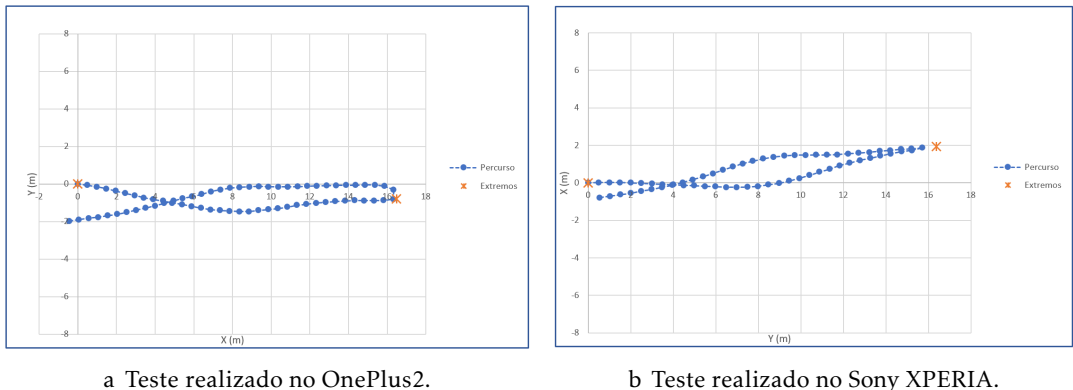 8
6
4
2
0
-2
-4
-6
-8
Y (m)
-2 0 2 4 6 8 10 12 14 16 18
X (m)
Percurso
Extremos
8
6
4
2
0
-2
-4
-6
-8
X (m)
0 2 4 6 8 10 12 14 16 18
Y (m)
Percurso
Extremos
a Teste realizado no OnePlus2.
b Teste realizado no Sony XPERIA.